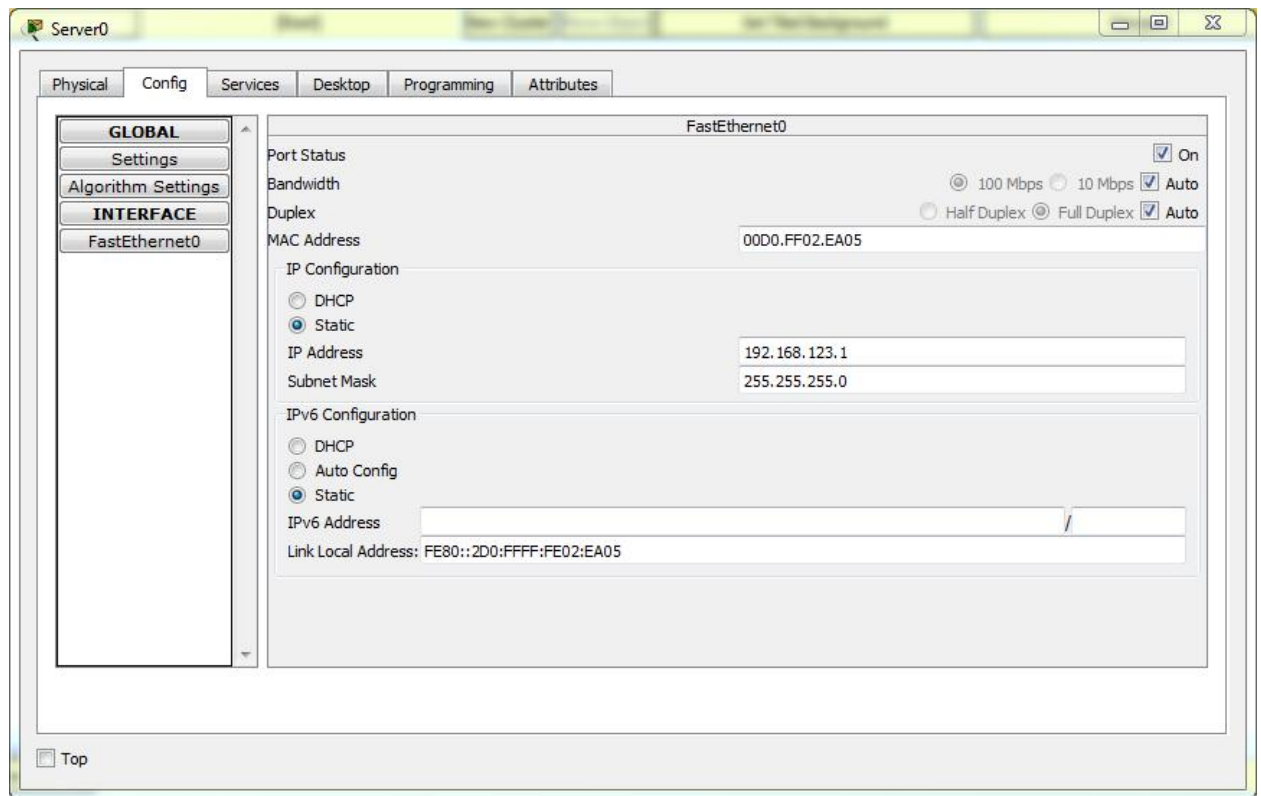 Server0
Physical Config Services Desktop Programming Attributes
GLOBAL
Settings
Algorithm Settings
INTERFACE
FastEthernet0
FastEthernet0
Port Status On
Bandwidth 100 Mbps 10 Mbps Auto
Duplex Half Duplex Full Duplex Auto
MAC Address 00D0.FF02.EA05
IP Configuration
DHCP
Static
IP Address 192.168.123.1
Subnet Mask 255.255.255.0
IPv6 Configuration
DHCP
Auto Config
Static
IPv6 Address /
Link Local Address: FE80::2D0:FFFF:FE02:EA05
Top